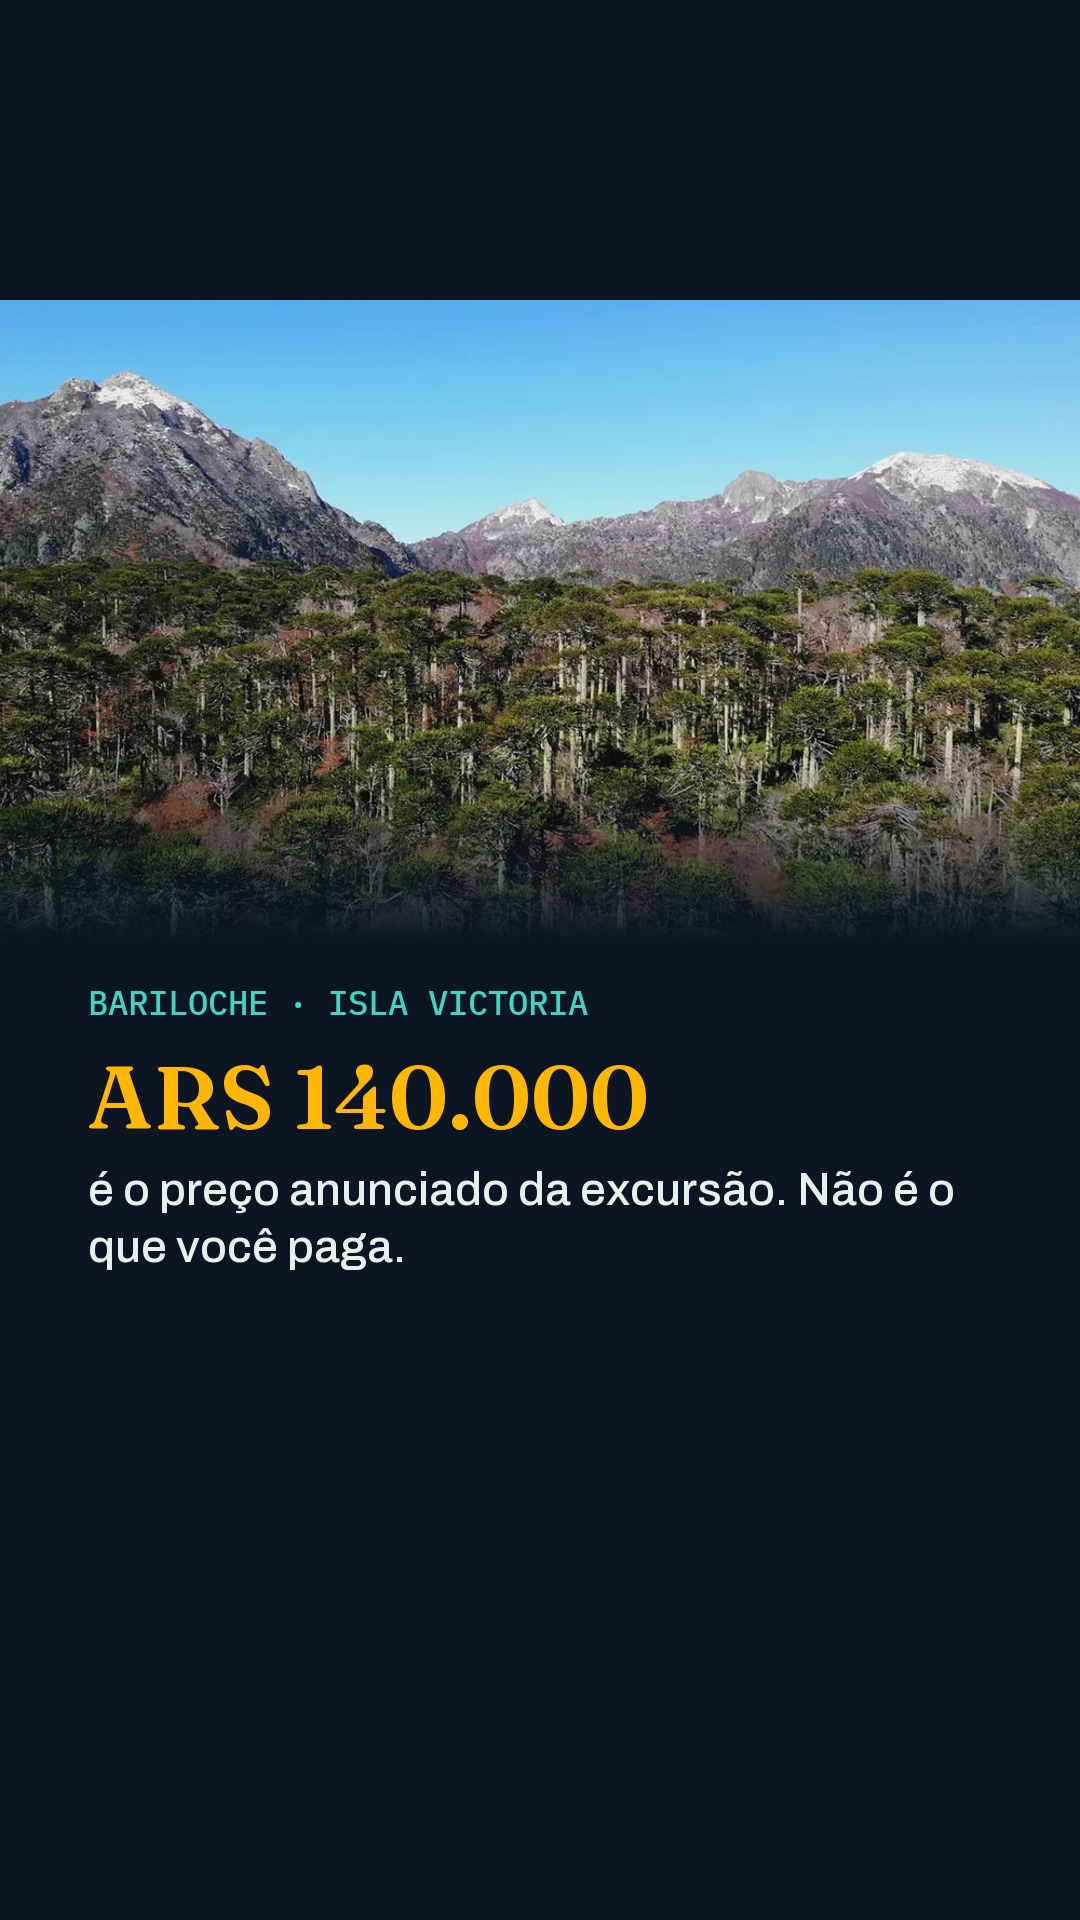 BARILOCHE · ISLA VICTORIA
ARS 140.000
é o preço anunciado da excursão. Não é o
que você paga.